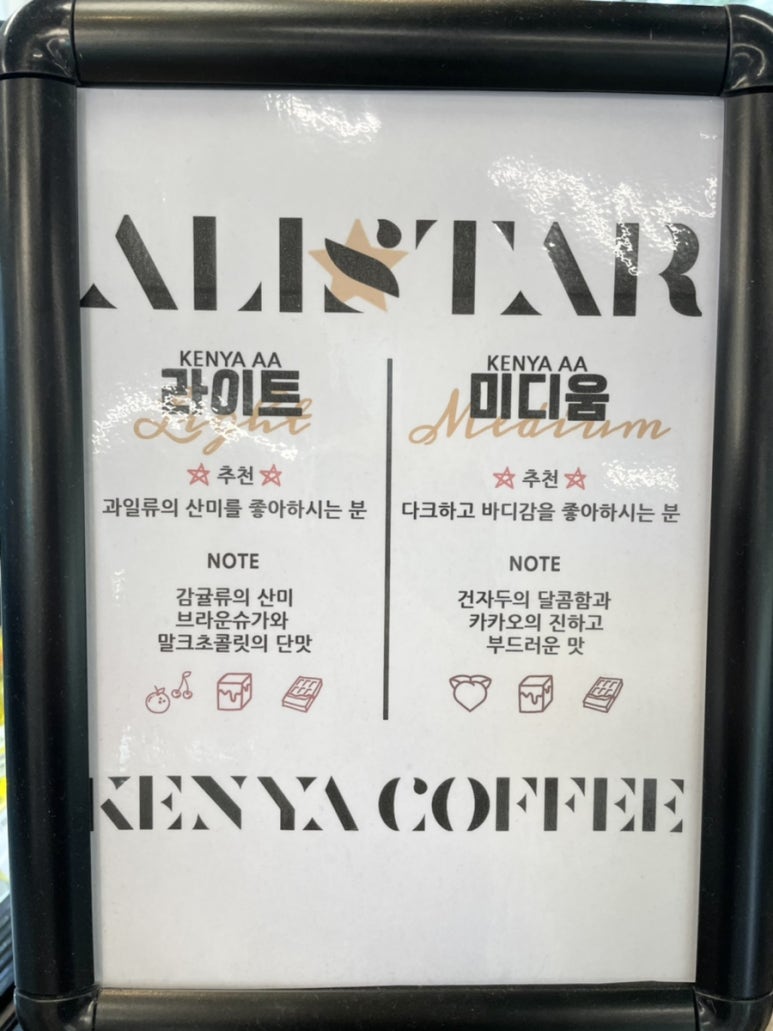 ALISTAR
KENYA AA
라이트
Light
추천
과일류의 산미를 좋아하시는 분
NOTE
감귤류의 산미
브라운슈가와
말크초콜릿의 단맛
KENYA AA
미디움
Medium
추천
다크하고 바디감을 좋아하시는 분
NOTE
건자두의 달콤함과
카카오의 진하고
부드러운 맛
KENYA COFFEE